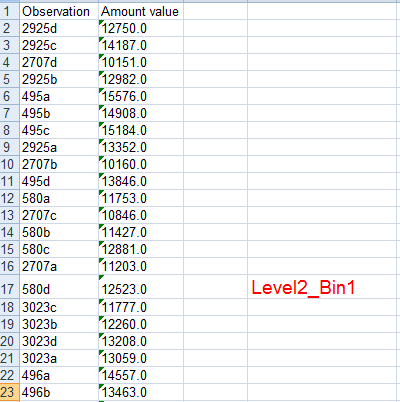 1 Observation Amount value
2 2925d 12750.0
3 2925c 14187.0
4 2707d 10151.0
5 2925b 12982.0
6 495a 15576.0
7 495b 14908.0
8 495c 15184.0
9 2925a 13352.0
10 2707b 10160.0
11 495d 13846.0
12 580a 11753.0
13 2707c 10846.0
14 580b 11427.0
15 580c 12881.0
16 2707a 11203.0
17 580d 12523.0 Level2_Bin1
18 3023c 11777.0
19 3023b 12260.0
20 3023d 13208.0
21 3023a 13059.0
22 496a 14557.0
23 496b 13463.0